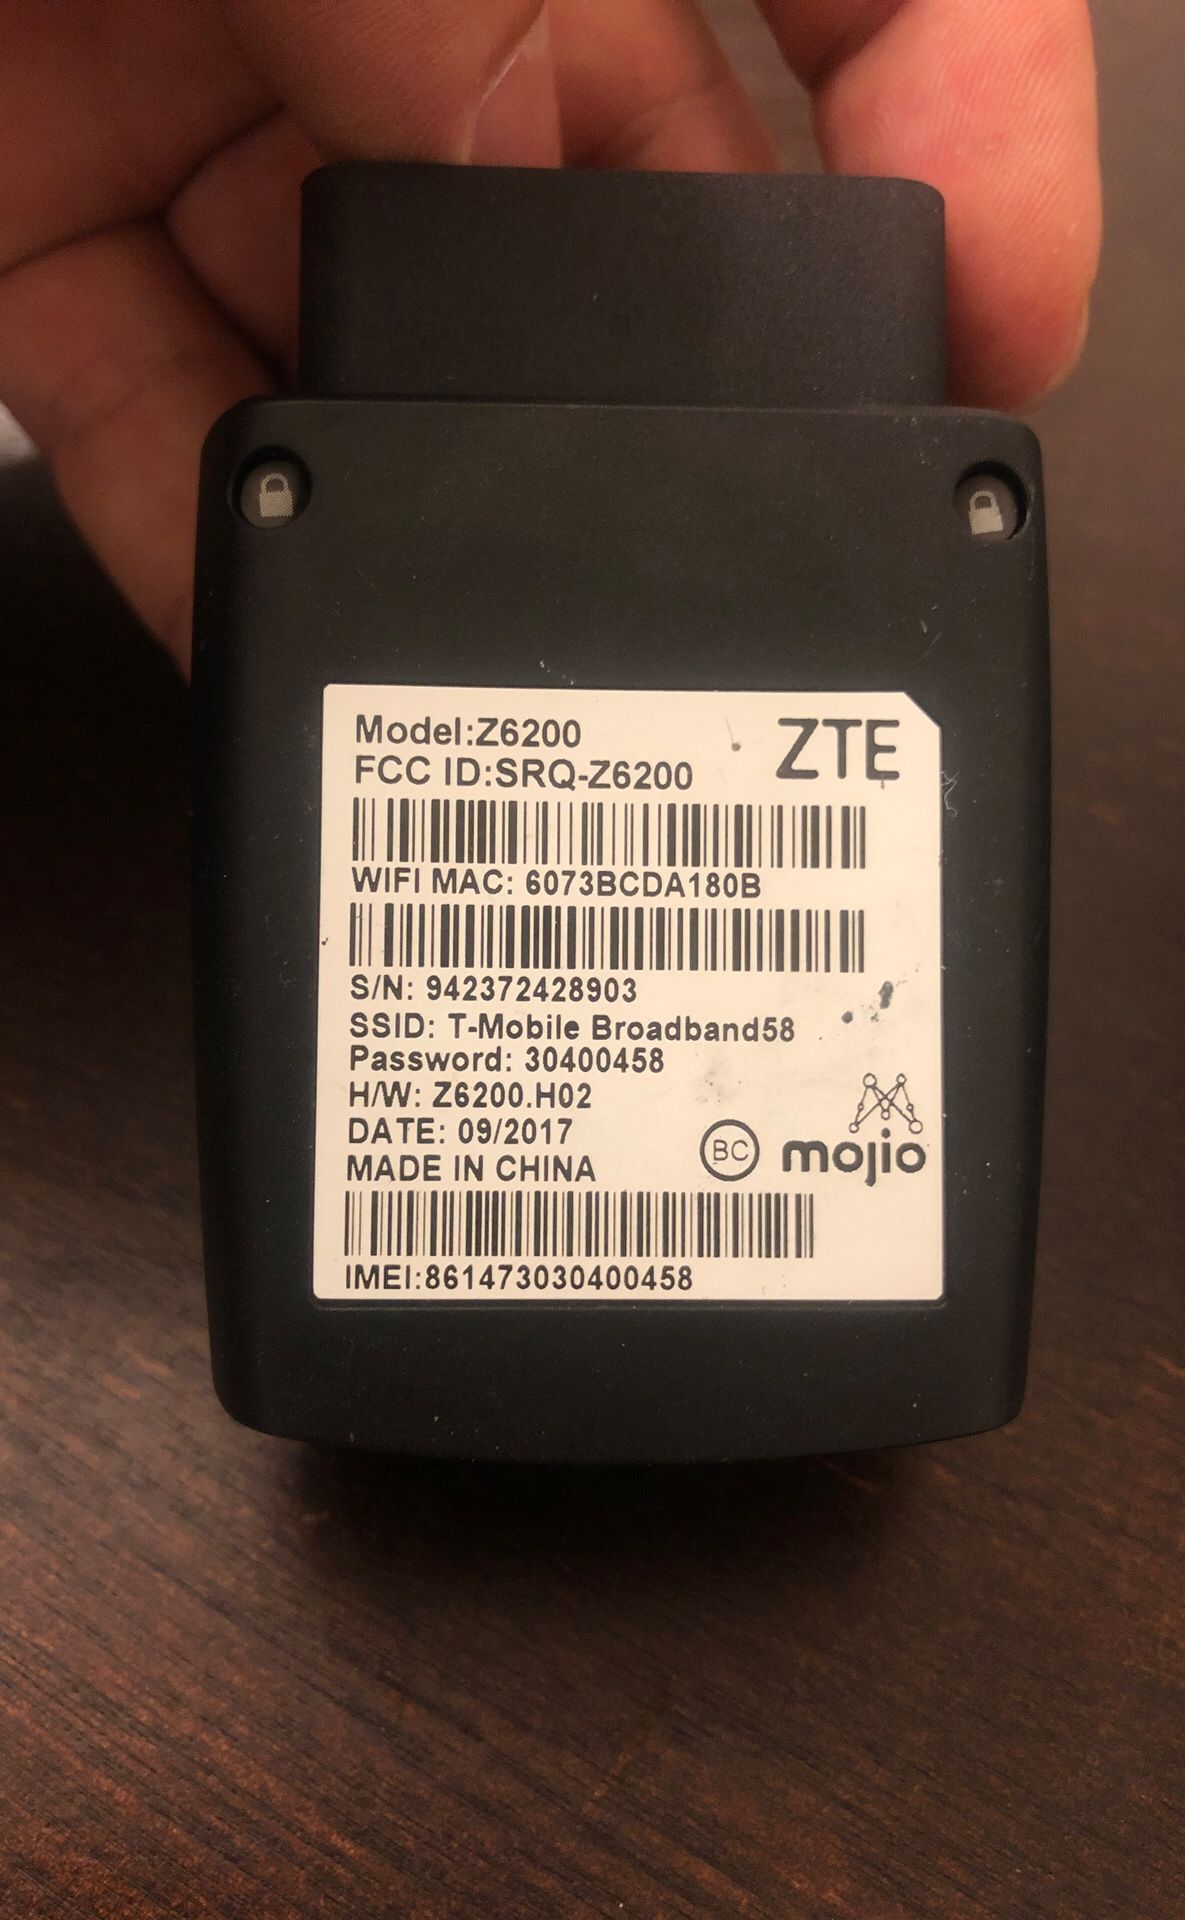 Model:Z6200
ZTE
FCC ID:SRQ-Z6200
WIFI MAC: 6073BCDA180B
S/N: 942372428903
SSID: T-Mobile Broadband58
Password: 30400458
H/W: Z6200.H02
DATE: 09/2017
BC
mojio
MADE IN CHINA
IMEI:861473030400458